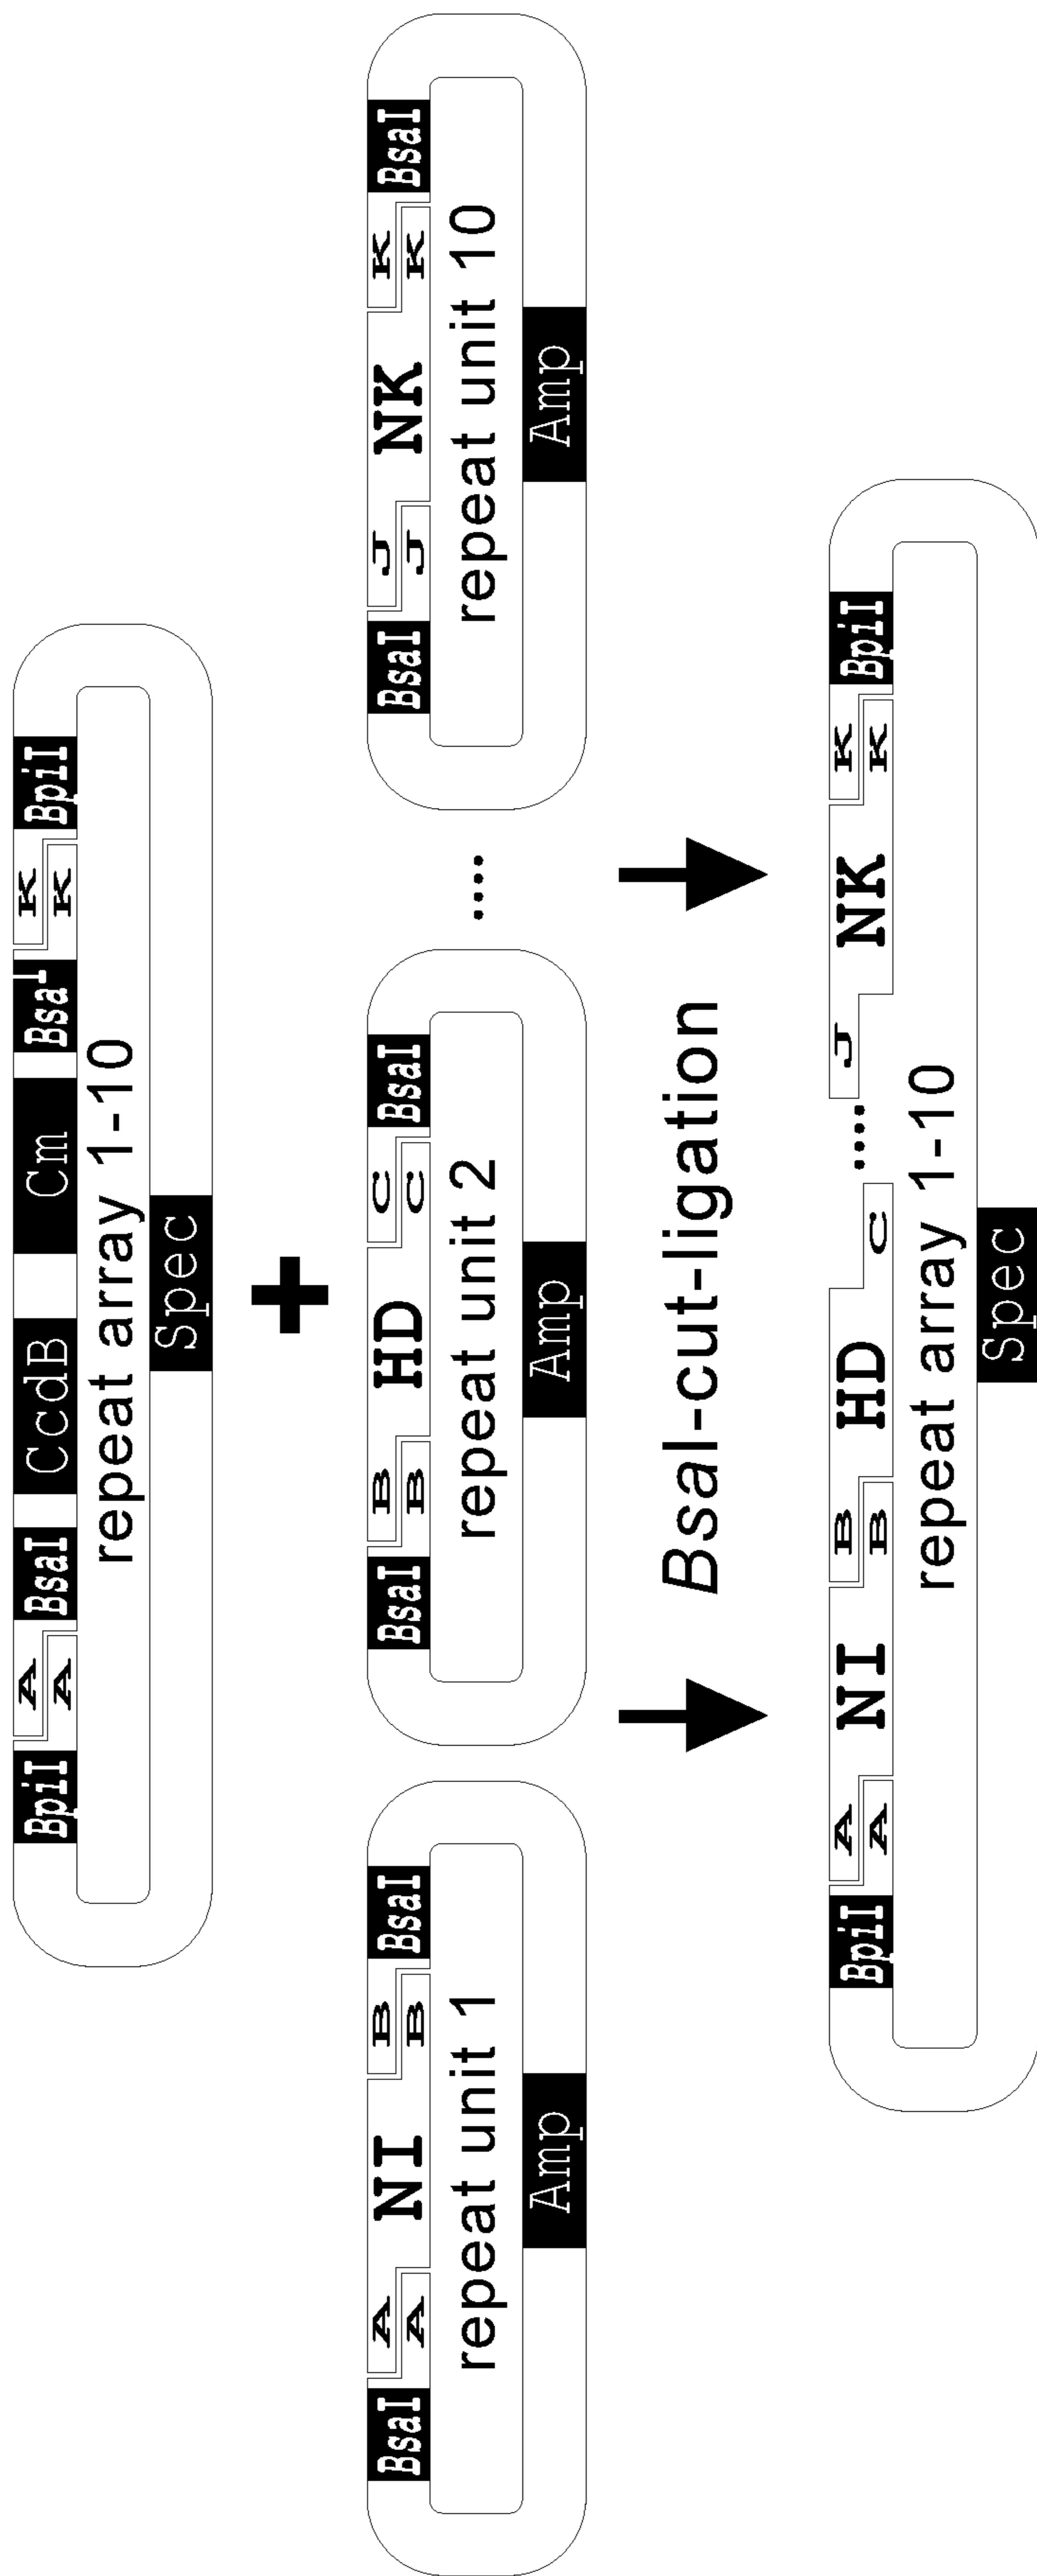 BpiI A A BsaI CcdB Cm BsaI K K BpiI
repeat array 1-10
Spec
+
BsaI A A NI B B BsaI
repeat unit 1
Amp
BsaI B B HD C C BsaI
repeat unit 2
Amp
....
BsaI J J NK K K BsaI
repeat unit 10
Amp
BsaI-cut-ligation
BpiI A A NI B B HD C .... J NK K K BpiI
repeat array 1-10
Spec